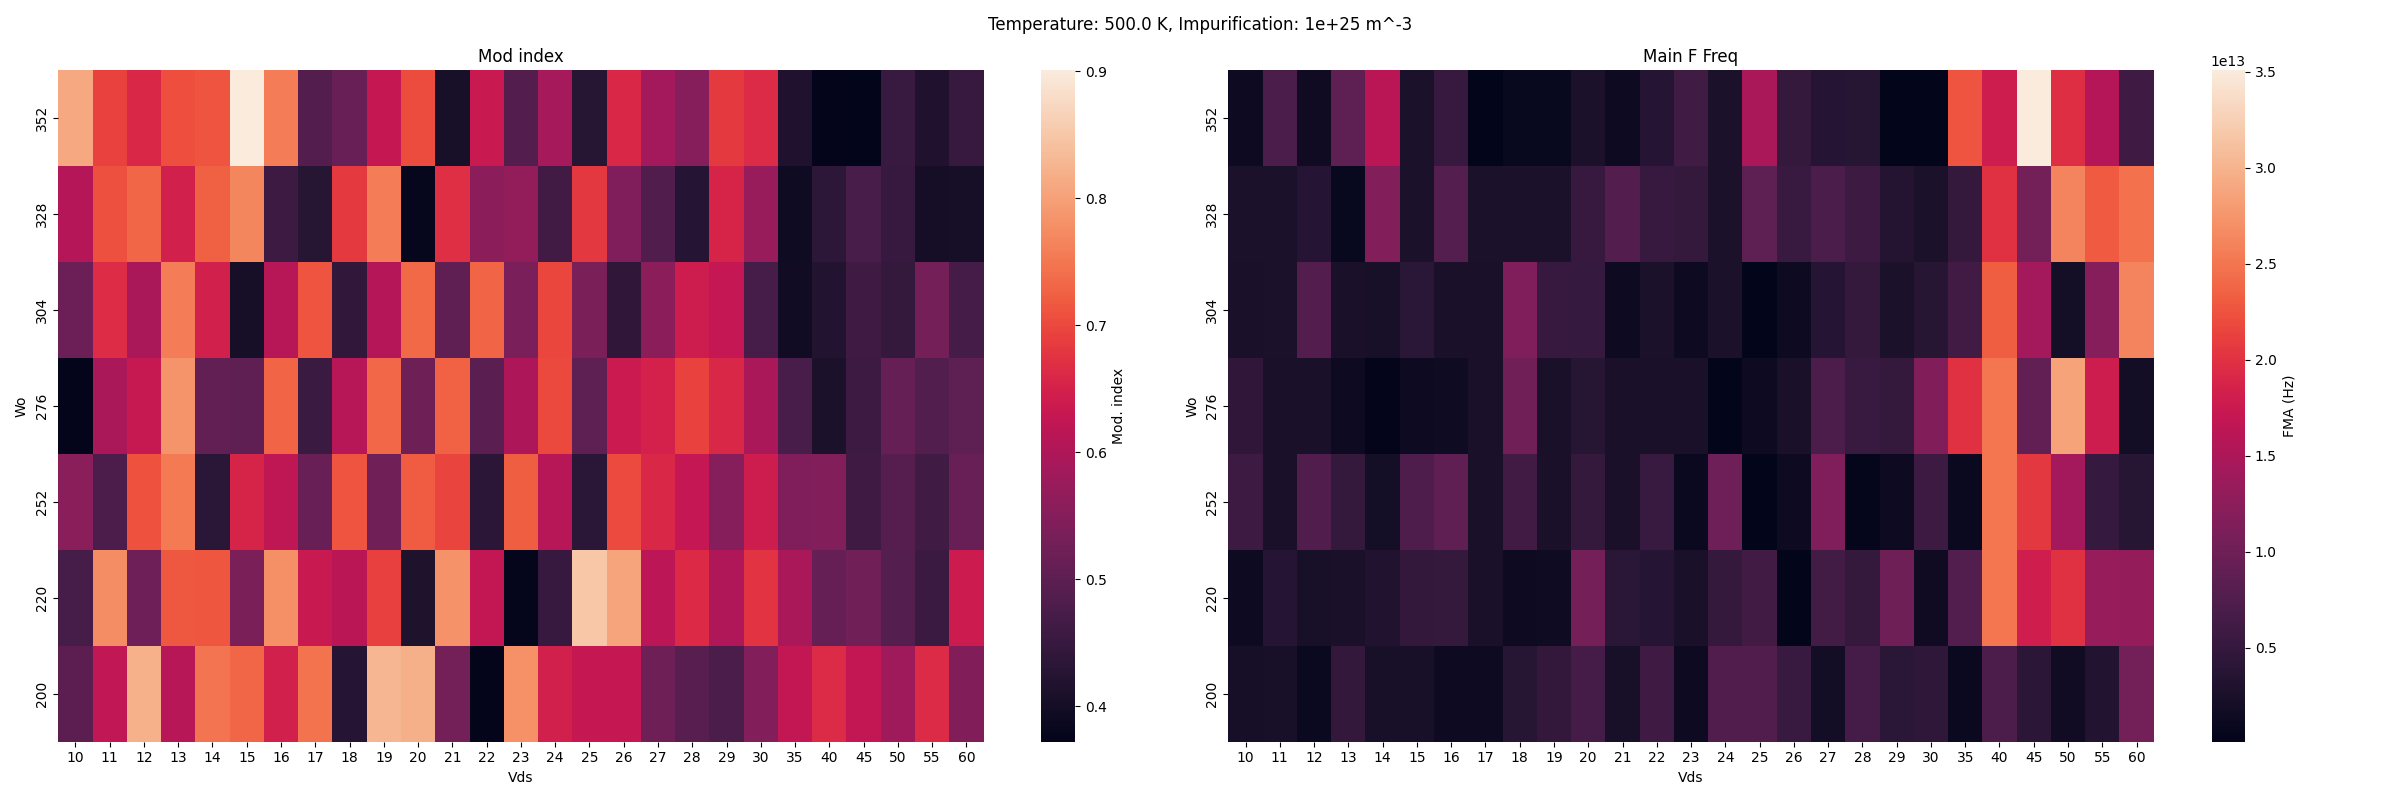 Temperature: 500.0 K, Impurification: 1e+25 m^-3
Mod index
Wo
352
328
304
276
252
220
200
10 11 12 13 14 15 16 17 18 19 20 21 22 23 24 25 26 27 28 29 30 35 40 45 50 55 60
Vds
0.9
0.8
0.7
0.6
0.5
0.4
Mod. index
Main F Freq
Wo
352
328
304
276
252
220
200
10 11 12 13 14 15 16 17 18 19 20 21 22 23 24 25 26 27 28 29 30 35 40 45 50 55 60
Vds
1e13
3.5
3.0
2.5
2.0
1.5
1.0
0.5
FMA (Hz)